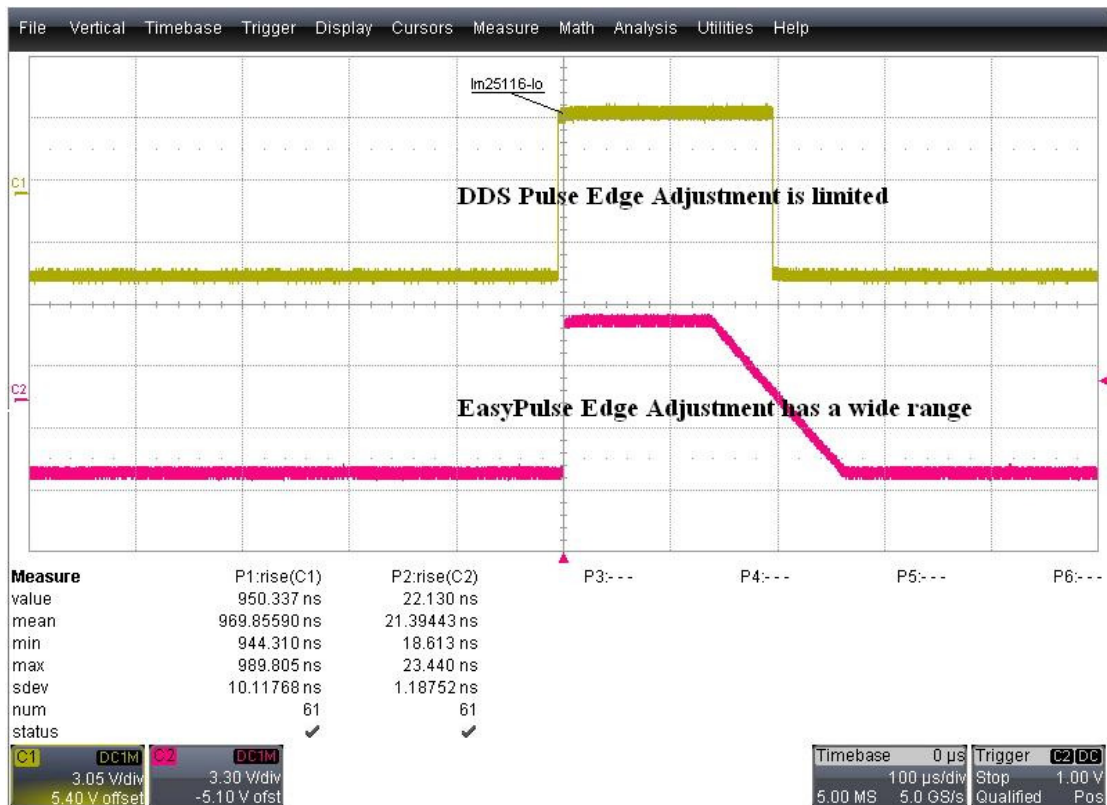 File Vertical Timebase Trigger Display Cursors Measure Math Analysis Utilities Help
lm25116-lo
C1
DDS Pulse Edge Adjustment is limited
C2
EasyPulse Edge Adjustment has a wide range
Measure P1:rise(C1) P2:rise(C2) P3:- - - P4:- - - P5:- - - P6:- - -
value 950.337 ns 22.130 ns
mean 969.85590 ns 21.39443 ns
min 944.310 ns 18.613 ns
max 989.805 ns 23.440 ns
sdev 10.11768 ns 1.18752 ns
num 61 61
status ✔ ✔
C1 DC1M C2 DC1M Timebase 0 µs Trigger C2 DC
3.05 V/div 3.30 V/div 100 µs/div Stop 1.00 V
5.40 V offset -5.10 V ofst 5.00 MS 5.0 GS/s Qualified Pos